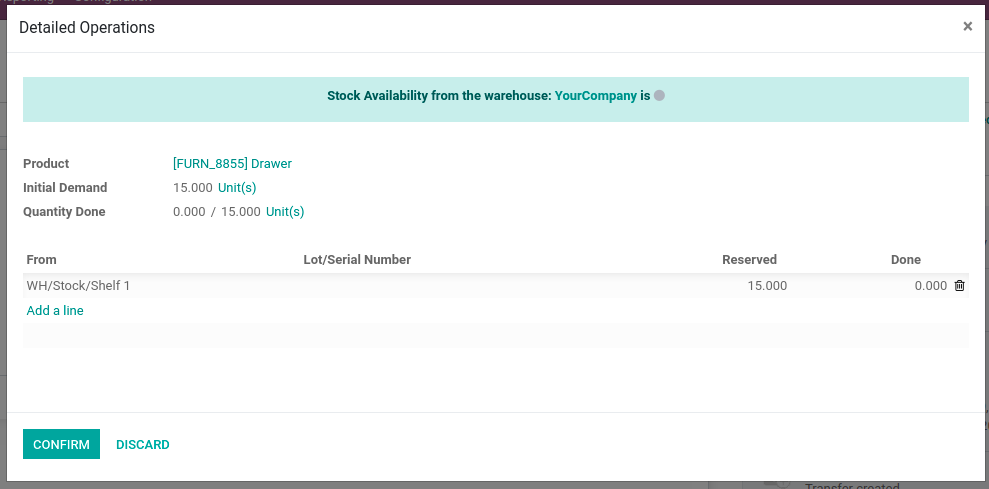 Reporting Configuration
Detailed Operations ×
Stock Availability from the warehouse: YourCompany is
Product [FURN_8855] Drawer
Initial Demand 15.000 Unit(s)
Quantity Done 0.000 / 15.000 Unit(s)
From Lot/Serial Number Reserved Done
WH/Stock/Shelf 1 15.000 0.000
Add a line
CONFIRM DISCARD
Transfer created